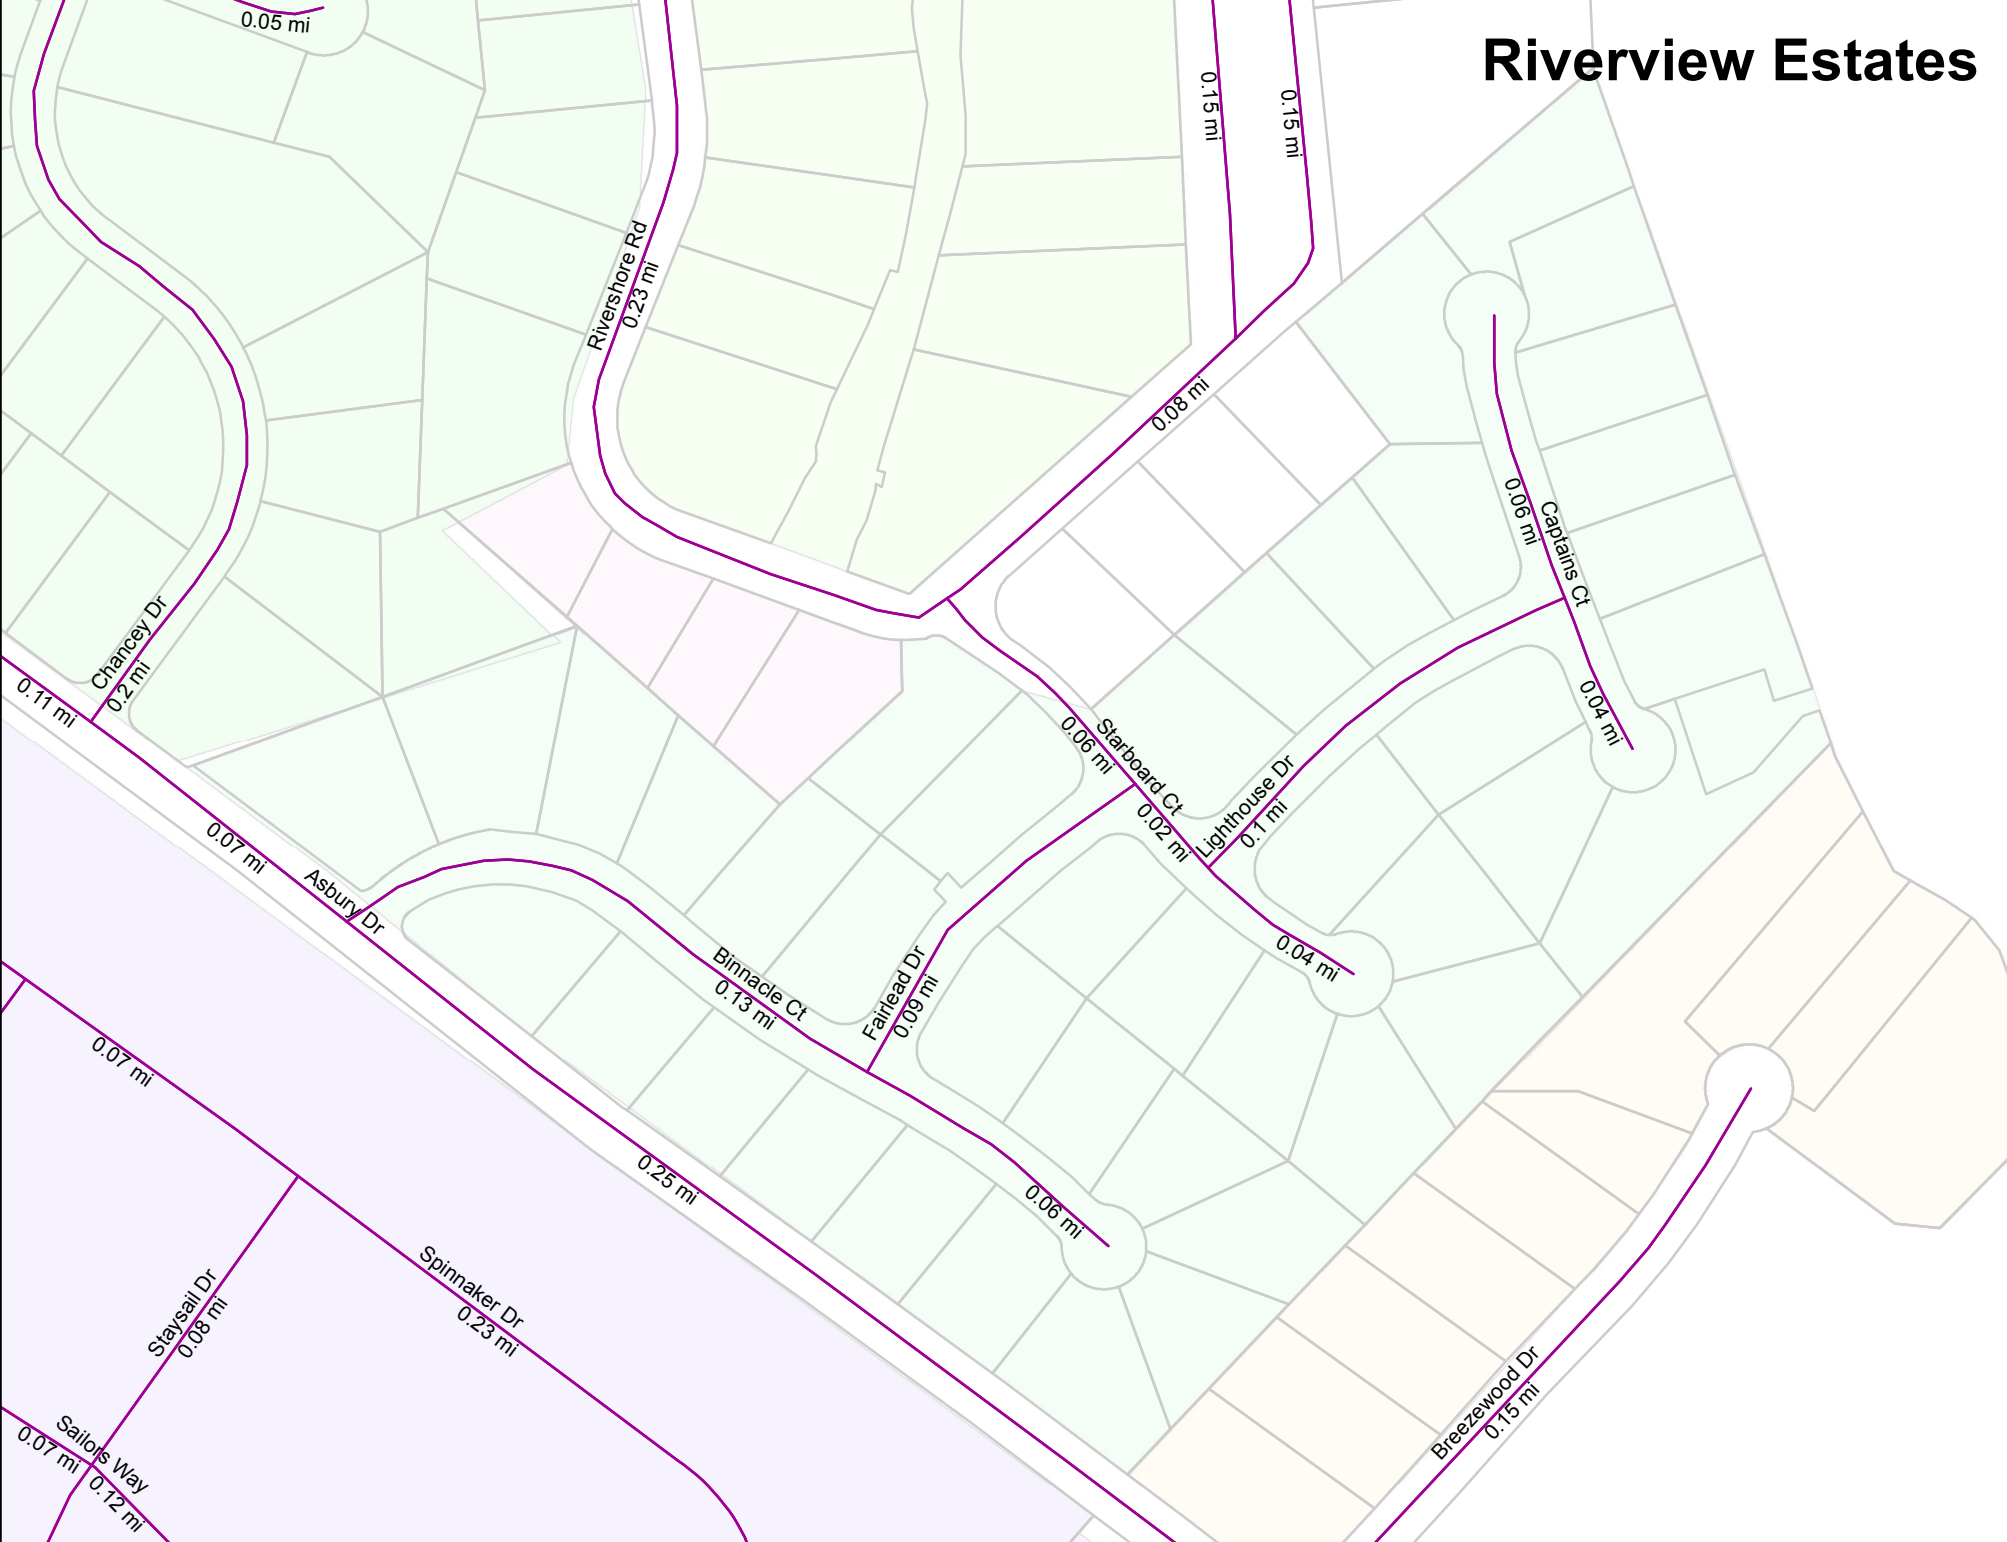 Riverview Estates
0.05 mi
0.15 mi
0.15 mi
Rivershore Rd
0.23 mi
0.08 mi
Captains Ct
0.06 mi
0.04 mi
Chancey Dr
0.2 mi
0.11 mi
Starboard Ct
0.06 mi
0.02 mi
0.04 mi
Lighthouse Dr
0.1 mi
0.07 mi
Asbury Dr
Binnacle Ct
0.13 mi
Fairlead Dr
0.09 mi
0.07 mi
0.25 mi
0.06 mi
Spinnaker Dr
0.23 mi
Staysail Dr
0.08 mi
Breezewood Dr
0.15 mi
Sailors Way
0.07 mi
0.12 mi